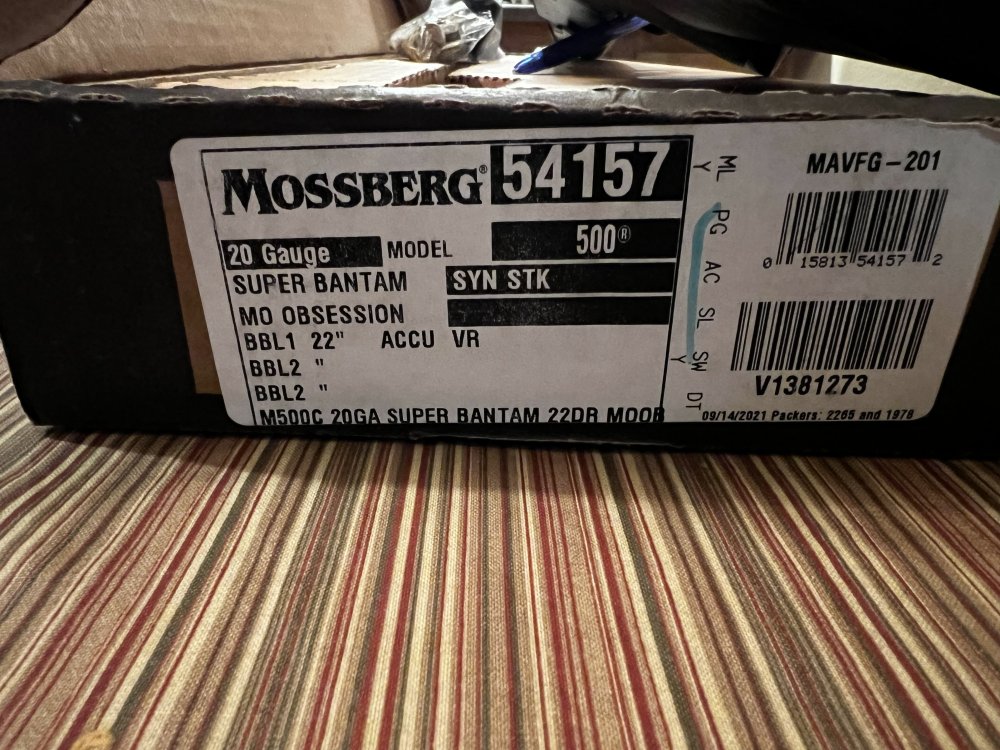 MOSSBERG® 54157
20 Gauge MODEL 500®
SUPER BANTAM SYN STK
MO OBSESSION
BBL1 22" ACCU VR
BBL2 "
BBL2 "
M500C 20GA SUPER BANTAM 22DR MOOB
ML PG AC SL SW DT
Y Y
MAVFG-201
0 15813 54157 2
V1381273
09/14/2021 Packers: 2265 and 1978